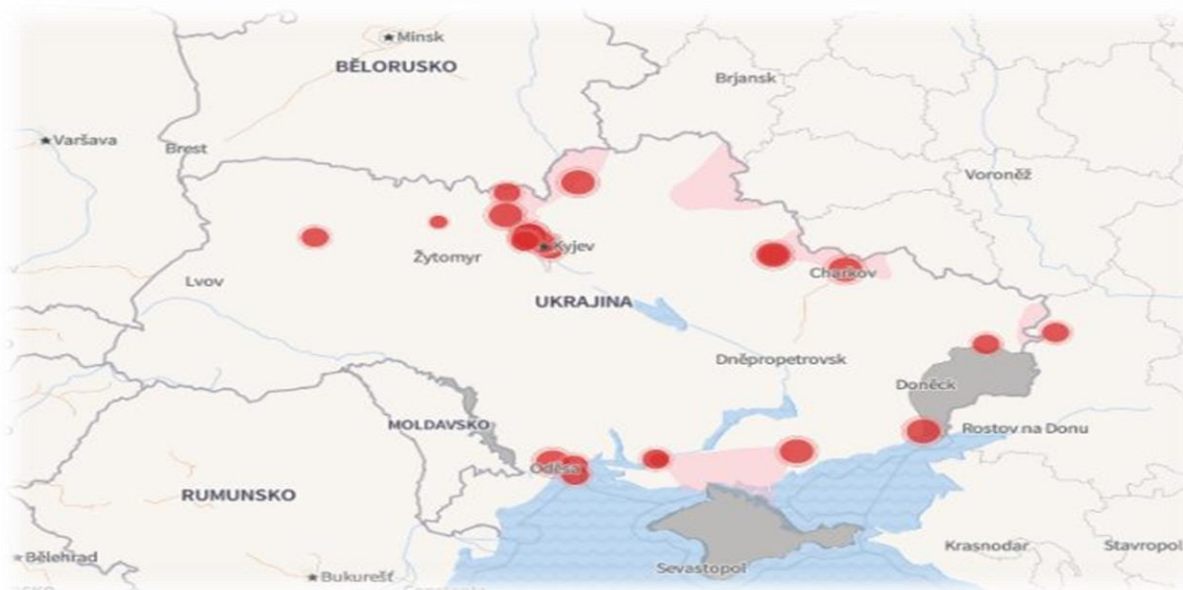 Minsk
BĚLORUSKO
Brjansk
Varšava
Brest
Voroněž
Kyjev
Žytomyr
Charkov
Lvov
UKRAJINA
Dněpropetrovsk
Doněck
MOLDAVSKO
Rostov na Donu
Oděsa
RUMUNSKO
Krasnodar
Stavropol
Bělehrad
Sevastopol
Bukurešť